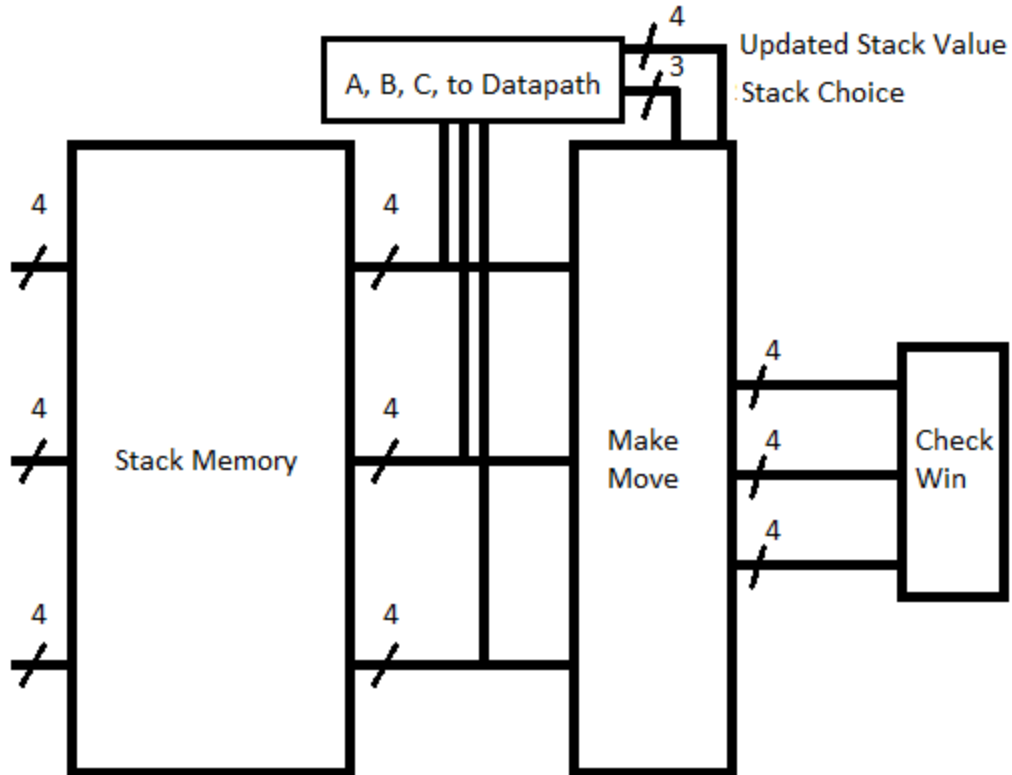 4
Updated Stack Value
3
A, B, C, to Datapath
Stack Choice
4
4
4
4
4
Stack Memory
Make
Move
4
Check
Win
4
4
4